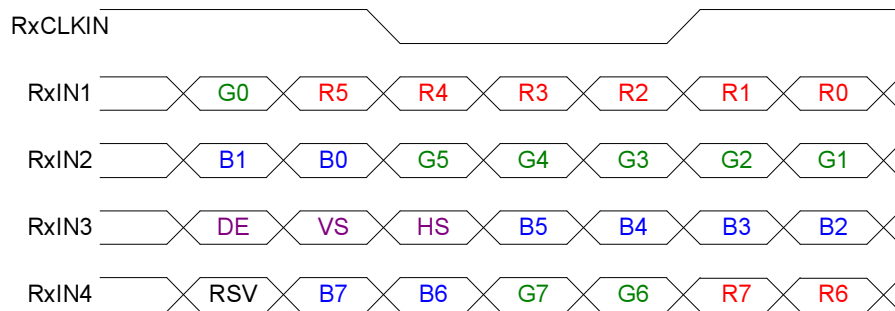 RxCLKIN
RxIN1 G0 R5 R4 R3 R2 R1 R0
RxIN2 B1 B0 G5 G4 G3 G2 G1
RxIN3 DE VS HS B5 B4 B3 B2
RxIN4 RSV B7 B6 G7 G6 R7 R6